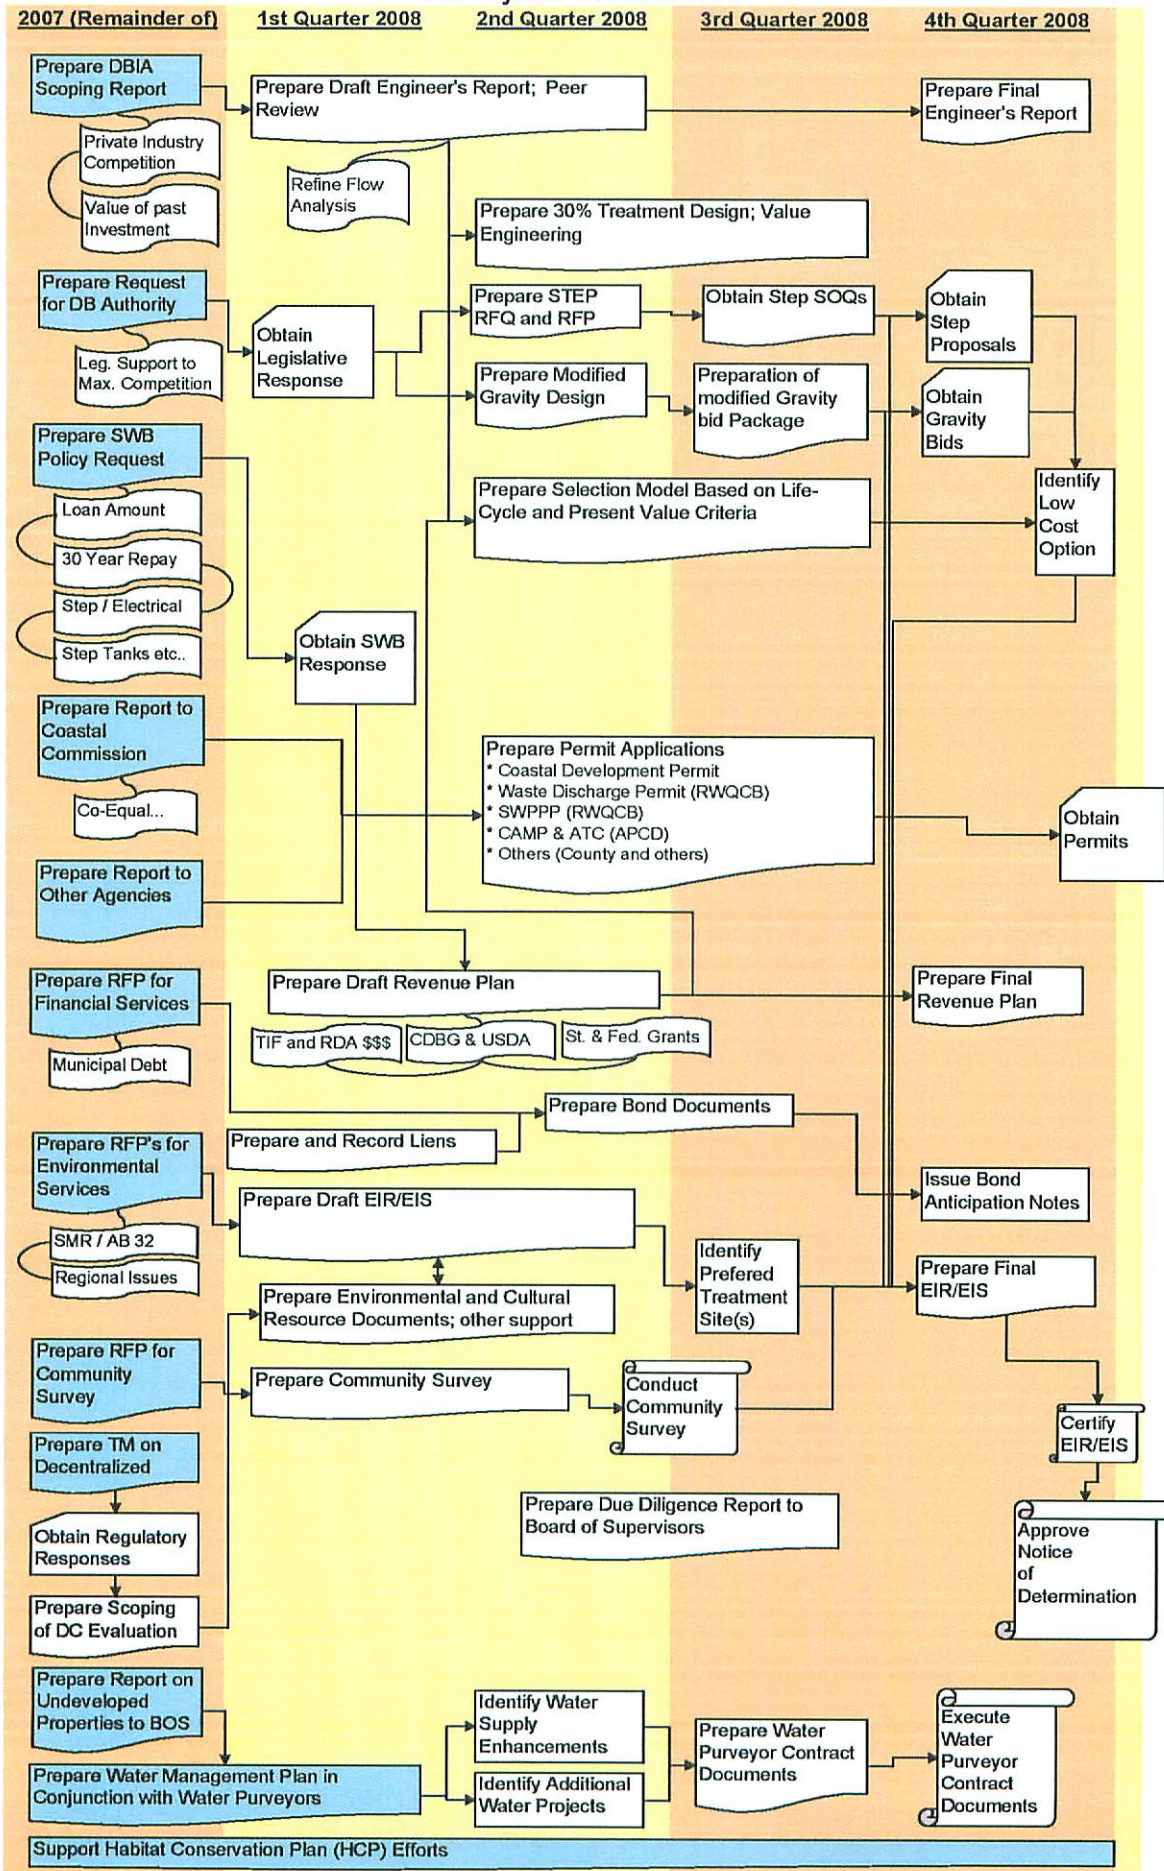 2007 (Remainder of)
1st Quarter 2008
2nd Quarter 2008
3rd Quarter 2008
4th Quarter 2008
Prepare DBIA
Scoping Report
Private Industry
Competition
Value of past
Investment
Prepare Draft Engineer's Report; Peer
Review
Refine Flow
Analysis
Prepare Final
Engineer's Report
Prepare 30% Treatment Design; Value
Engineering
Prepare Request
for DB Authority
Leg. Support to
Max. Competition
Obtain
Legislative
Response
Prepare STEP
RFQ and RFP
Obtain Step SOQs
Obtain
Step
Proposals
Prepare Modified
Gravity Design
Preparation of
modified Gravity
bid Package
Obtain
Gravity
Bids
Prepare SWB
Policy Request
Loan Amount
30 Year Repay
Step / Electrical
Step Tanks etc..
Prepare Selection Model Based on Life-
Cycle and Present Value Criteria
Identify
Low
Cost
Option
Obtain SWB
Response
Prepare Report to
Coastal
Commission
Co-Equal...
Prepare Permit Applications
* Coastal Development Permit
* Waste Discharge Permit (RWQCB)
* SWPPP (RWQCB)
* CAMP & ATC (APCD)
* Others (County and others)
Obtain
Permits
Prepare Report to
Other Agencies
Prepare RFP for
Financial Services
Municipal Debt
Prepare Draft Revenue Plan
TIF and RDA $$$
CDBG & USDA
St. & Fed. Grants
Prepare Final
Revenue Plan
Prepare Bond Documents
Prepare and Record Liens
Issue Bond
Anticipation Notes
Prepare RFP's for
Environmental
Services
SMR / AB 32
Regional Issues
Prepare Draft EIR/EIS
Identify
Prefered
Treatment
Site(s)
Prepare Final
EIR/EIS
Prepare Environmental and Cultural
Resource Documents; other support
Prepare RFP for
Community
Survey
Prepare Community Survey
Conduct
Community
Survey
Certify
EIR/EIS
Prepare TM on
Decentralized
Obtain Regulatory
Responses
Prepare Scoping
of DC Evaluation
Prepare Due Diligence Report to
Board of Supervisors
Approve
Notice
of
Determination
Prepare Report on
Undeveloped
Properties to BOS
Prepare Water Management Plan in
Conjunction with Water Purveyors
Identify Water
Supply
Enhancements
Identify Additional
Water Projects
Prepare Water
Purveyor Contract
Documents
Execute
Water
Purveyor
Contract
Documents
Support Habitat Conservation Plan (HCP) Efforts